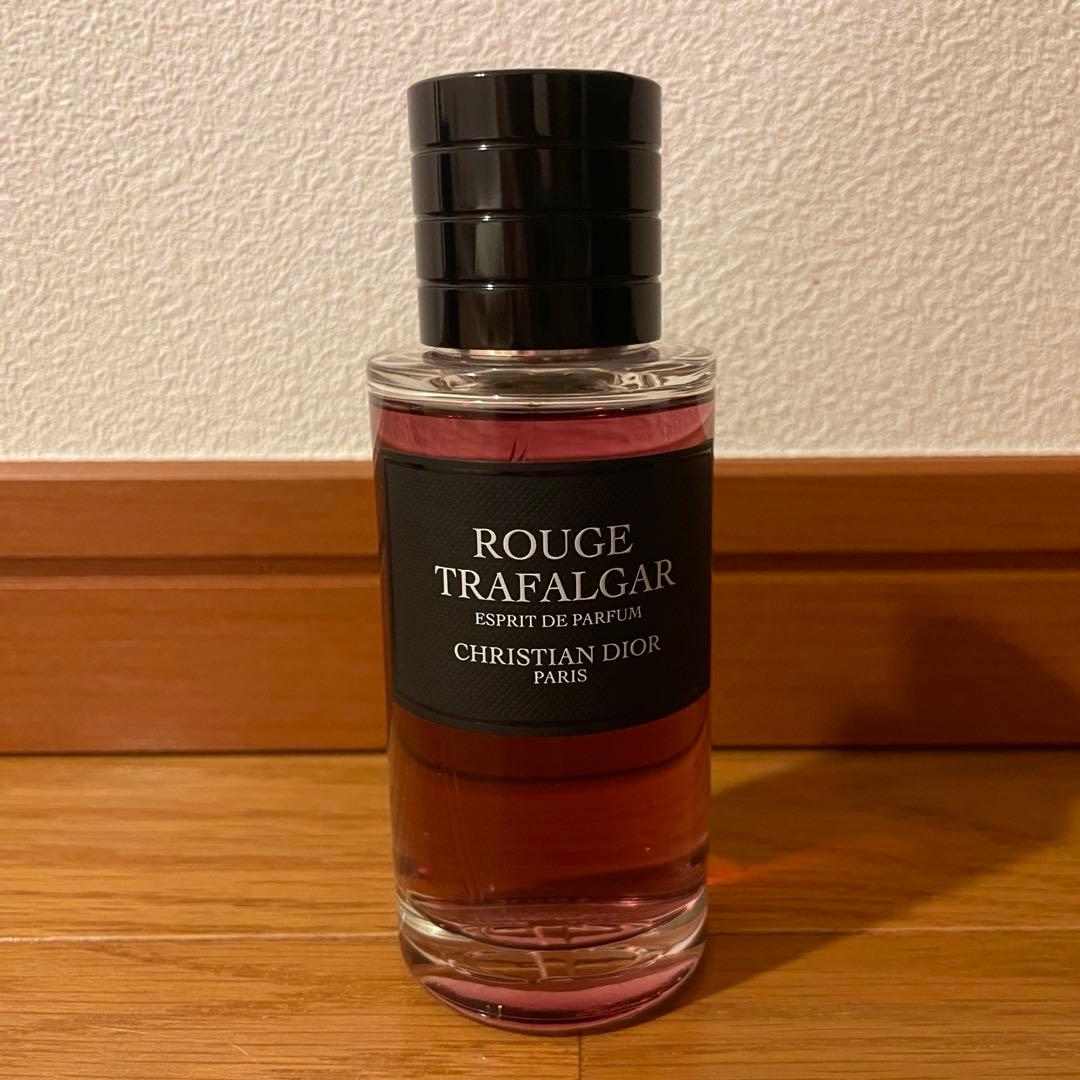 ROUGE
TRAFALGAR
ESPRIT DE PARFUM
CHRISTIAN DIOR
PARIS